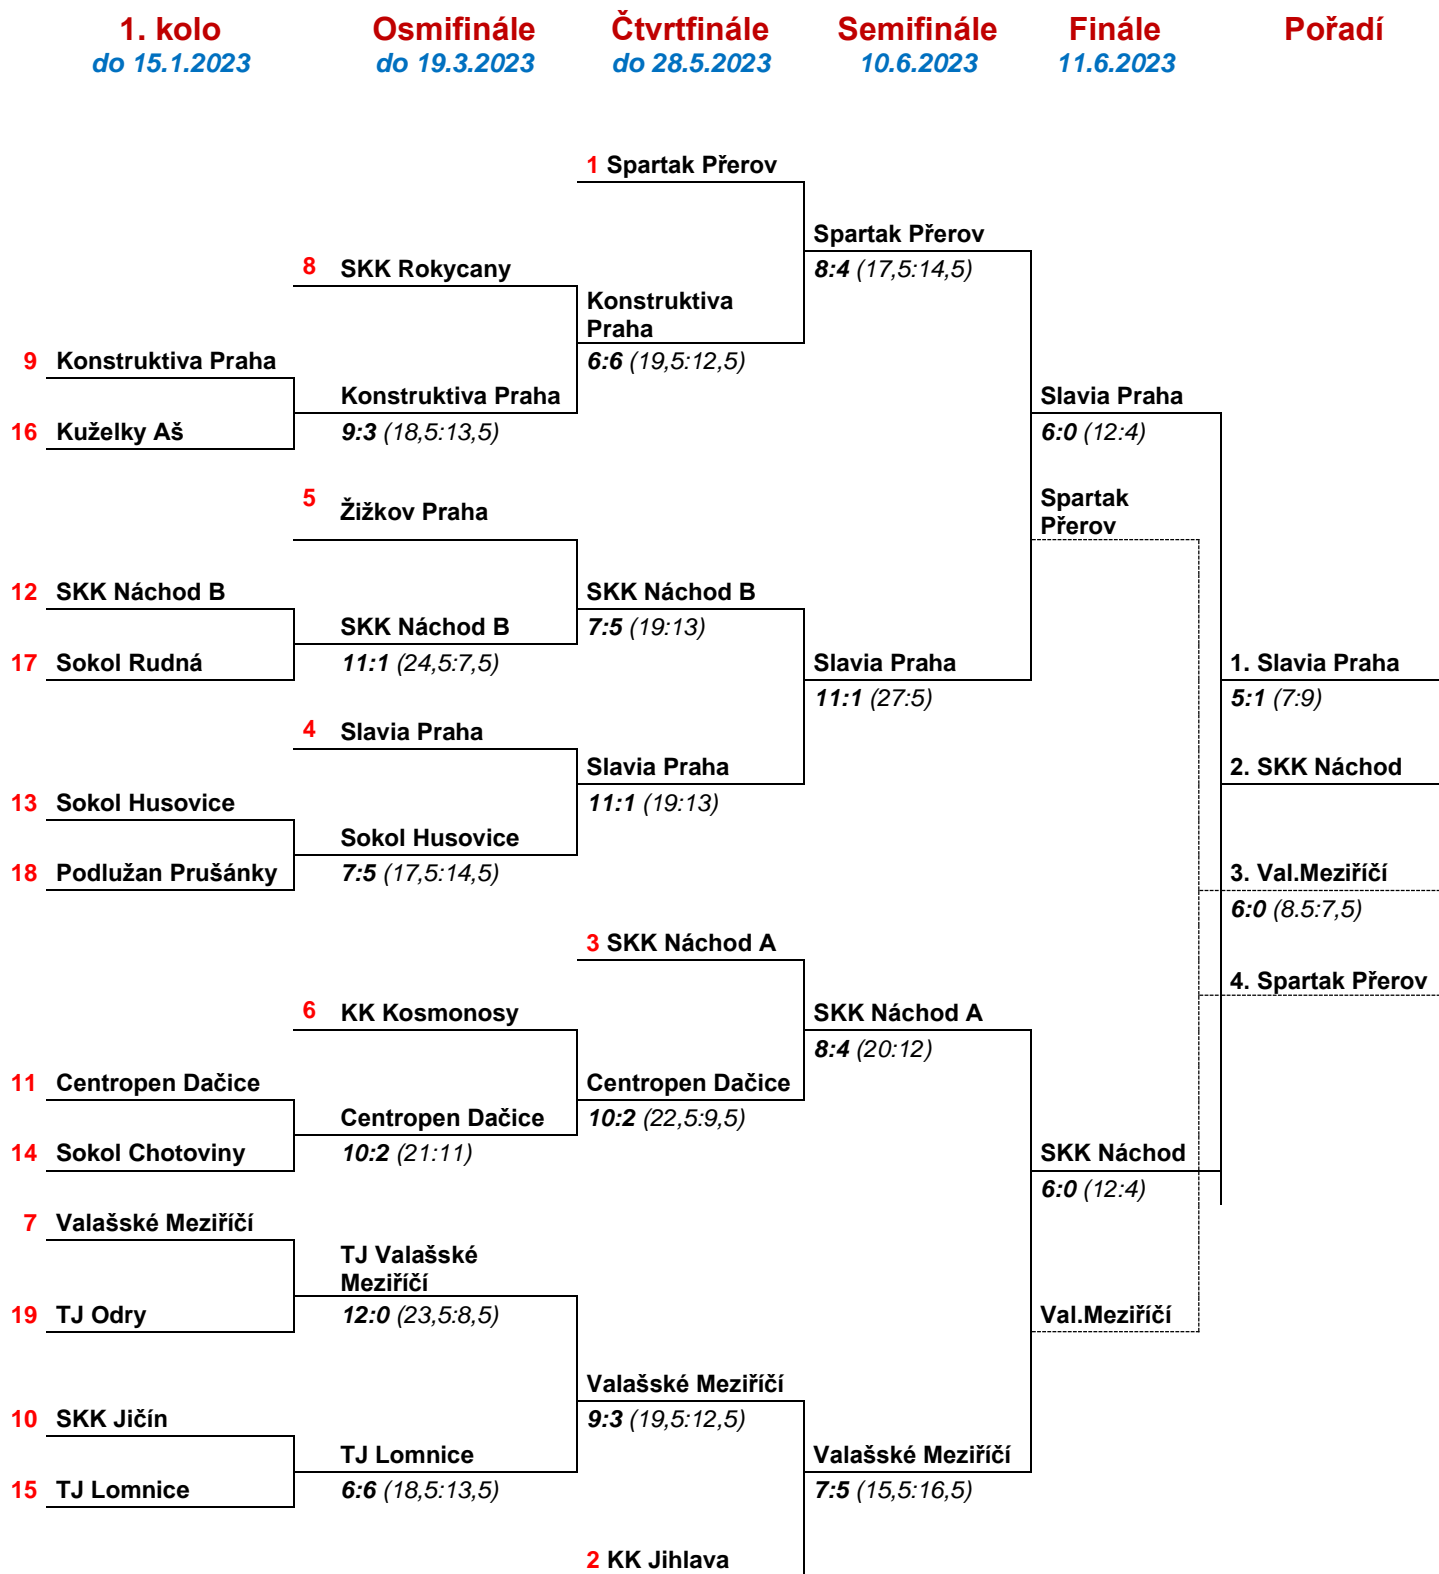 1. kolo Osmifinále Čtvrtfinále Semifinále Finále Pořadí
do 15.1.2023 do 19.3.2023 do 28.5.2023 10.6.2023 11.6.2023
1 Spartak Přerov
Spartak Přerov
8 SKK Rokycany 8:4 (17,5:14,5)
Konstruktiva
Praha
9 Konstruktiva Praha 6:6 (19,5:12,5)
Konstruktiva Praha Slavia Praha
16 Kuželky Aš 9:3 (18,5:13,5) 6:0 (12:4)
5 Spartak
Žižkov Praha Přerov
12 SKK Náchod B SKK Náchod B
SKK Náchod B 7:5 (19:13)
17 Sokol Rudná 11:1 (24,5:7,5) Slavia Praha 1. Slavia Praha
11:1 (27:5) 5:1 (7:9)
4 Slavia Praha
Slavia Praha 2. SKK Náchod
13 Sokol Husovice 11:1 (19:13)
Sokol Husovice
18 Podlužan Prušánky 7:5 (17,5:14,5) 3. Val.Meziříčí
6:0 (8.5:7,5)
3 SKK Náchod A
4. Spartak Přerov
6 KK Kosmonosy SKK Náchod A
8:4 (20:12)
11 Centropen Dačice Centropen Dačice
Centropen Dačice 10:2 (22,5:9,5)
14 Sokol Chotoviny 10:2 (21:11) SKK Náchod
6:0 (12:4)
7 Valašské Meziříčí
TJ Valašské
Meziříčí
19 TJ Odry 12:0 (23,5:8,5) Val.Meziříčí
Valašské Meziříčí
10 SKK Jičín 9:3 (19,5:12,5)
TJ Lomnice Valašské Meziříčí
15 TJ Lomnice 6:6 (18,5:13,5) 7:5 (15,5:16,5)
2 KK Jihlava